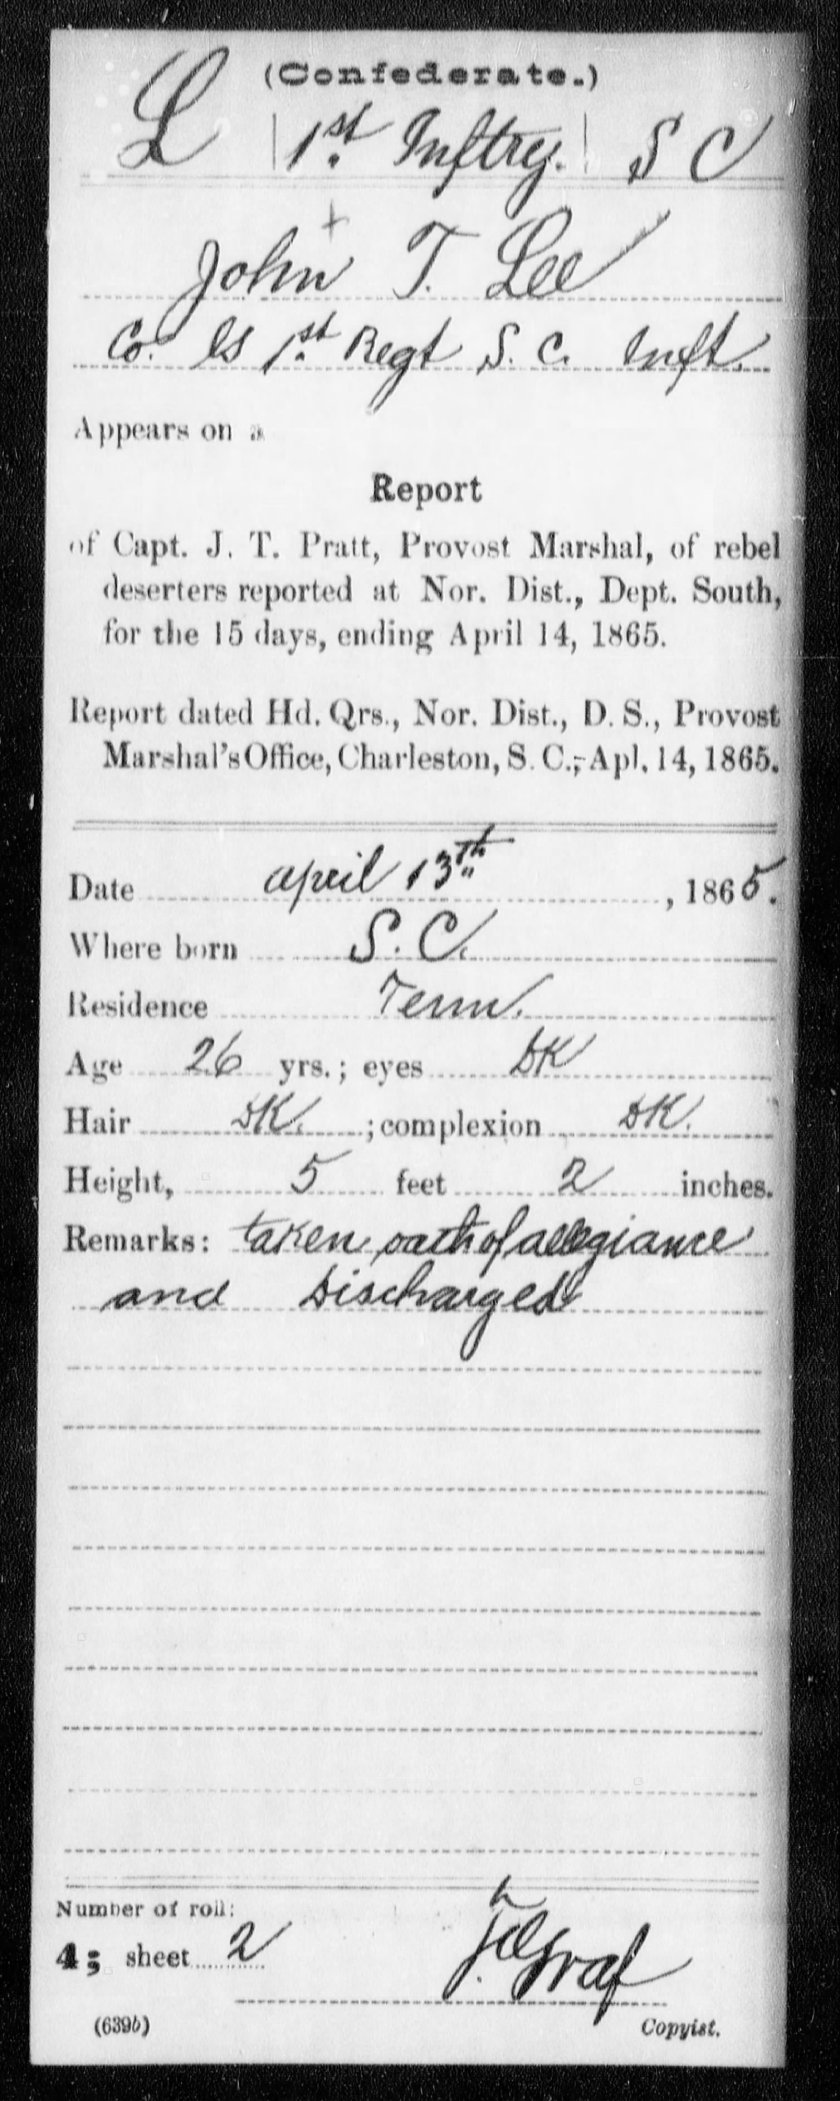 (Confederate.)
L | 1st Inftry. | S C
John T. Lee
Co. 1st Regt S. C. Inft.
Appears on a
Report
of Capt. J. T. Pratt, Provost Marshal, of rebel
deserters reported at Nor. Dist., Dept. South,
for the 15 days, ending April 14, 1865.
Report dated Hd. Qrs., Nor. Dist., D. S., Provost
Marshal's Office, Charleston, S. C., Apl. 14, 1865.
Date april 13th , 1865.
Where born S. C.
Residence Tenn.
Age 26 yrs.; eyes DK
Hair DK. ; complexion DK.
Height, 5 feet 2 inches.
Remarks: taken oath of allegiance
and Discharged
Number of roll:
4; sheet 2
Graf
(639b) Copyist.